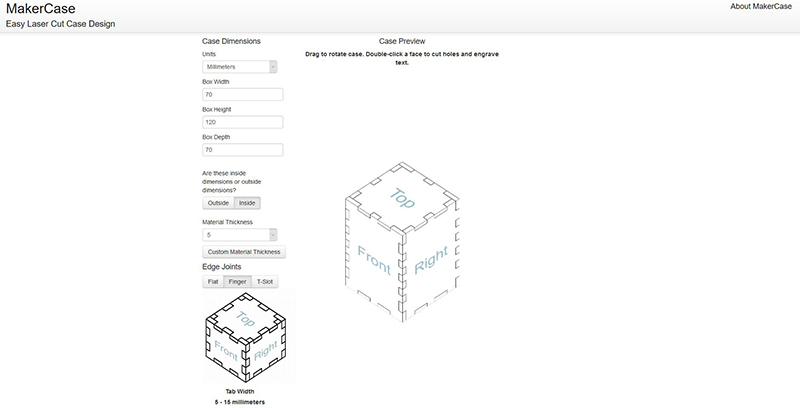 MakerCase
Easy Laser Cut Case Design
About MakerCase
Case Dimensions
Units
Millimeters
Box Width
70
Box Height
120
Box Depth
70
Are these inside
dimensions or outside
dimensions?
Outside Inside
Material Thickness
5
Custom Material Thickness
Edge Joints
Flat Finger T-Slot
Top
Front Right
Tab Width
5 - 15 millimeters
Case Preview
Drag to rotate case. Double-click a face to cut holes and engrave
text.
Top
Front Right